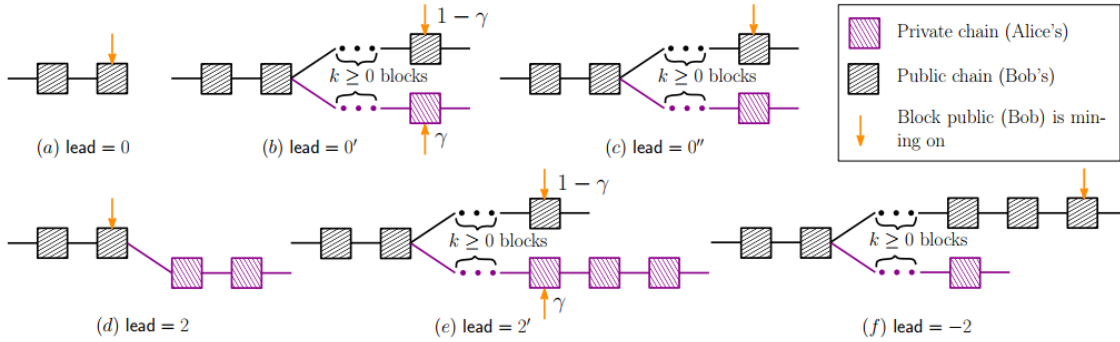 1 − γ
k ≥ 0 blocks
γ
(a) lead = 0
(b) lead = 0′
k ≥ 0 blocks
(c) lead = 0′′
Private chain (Alice's)
Public chain (Bob's)
Block public (Bob) is min-
ing on
(d) lead = 2
1 − γ
k ≥ 0 blocks
γ
(e) lead = 2′
k ≥ 0 blocks
(f) lead = −2